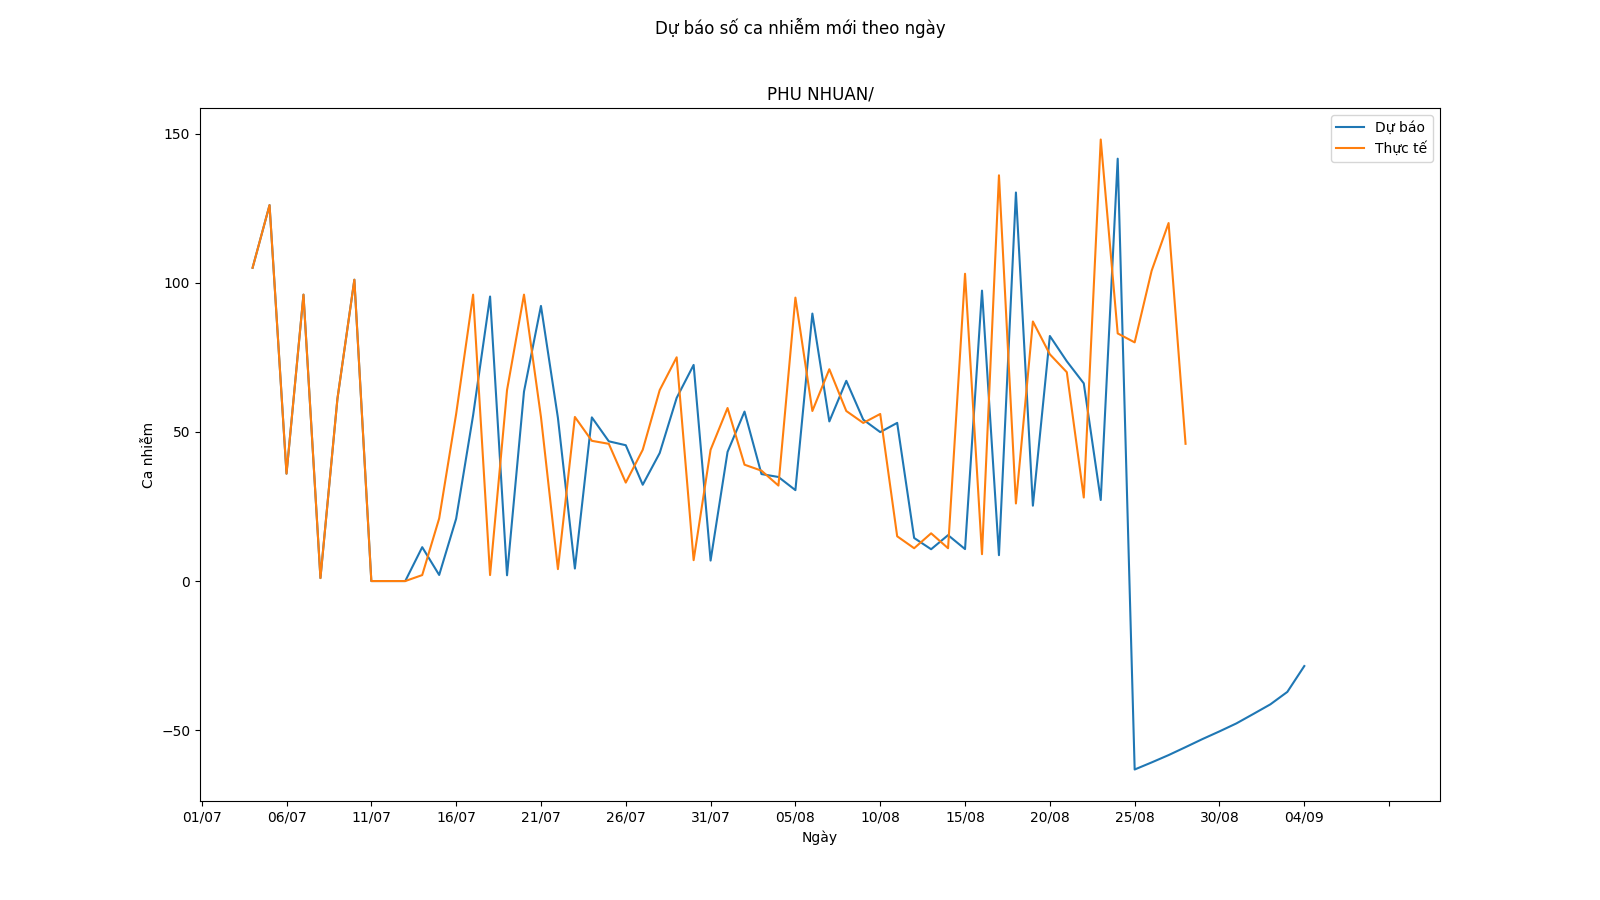 Dự báo số ca nhiễm mới theo ngày
PHU NHUAN/
Dự báo
Thực tế
150
100
50
0
−50
Ca nhiễm
01/07 06/07 11/07 16/07 21/07 26/07 31/07 05/08 10/08 15/08 20/08 25/08 30/08 04/09
Ngày